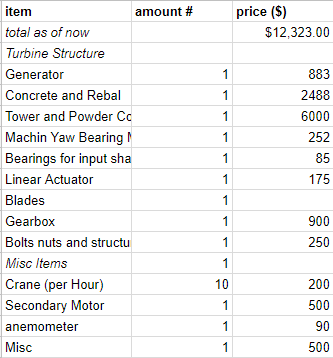 item amount # price ($)
total as of now $12,323.00
Turbine Structure
Generator 1 883
Concrete and Rebal 1 2488
Tower and Powder Co 1 6000
Machin Yaw Bearing 1 252
Bearings for input sha 1 85
Linear Actuator 1 175
Blades 1
Gearbox 1 900
Bolts nuts and structu 1 250
Misc Items 1
Crane (per Hour) 10 200
Secondary Motor 1 500
anemometer 1 90
Misc 1 500